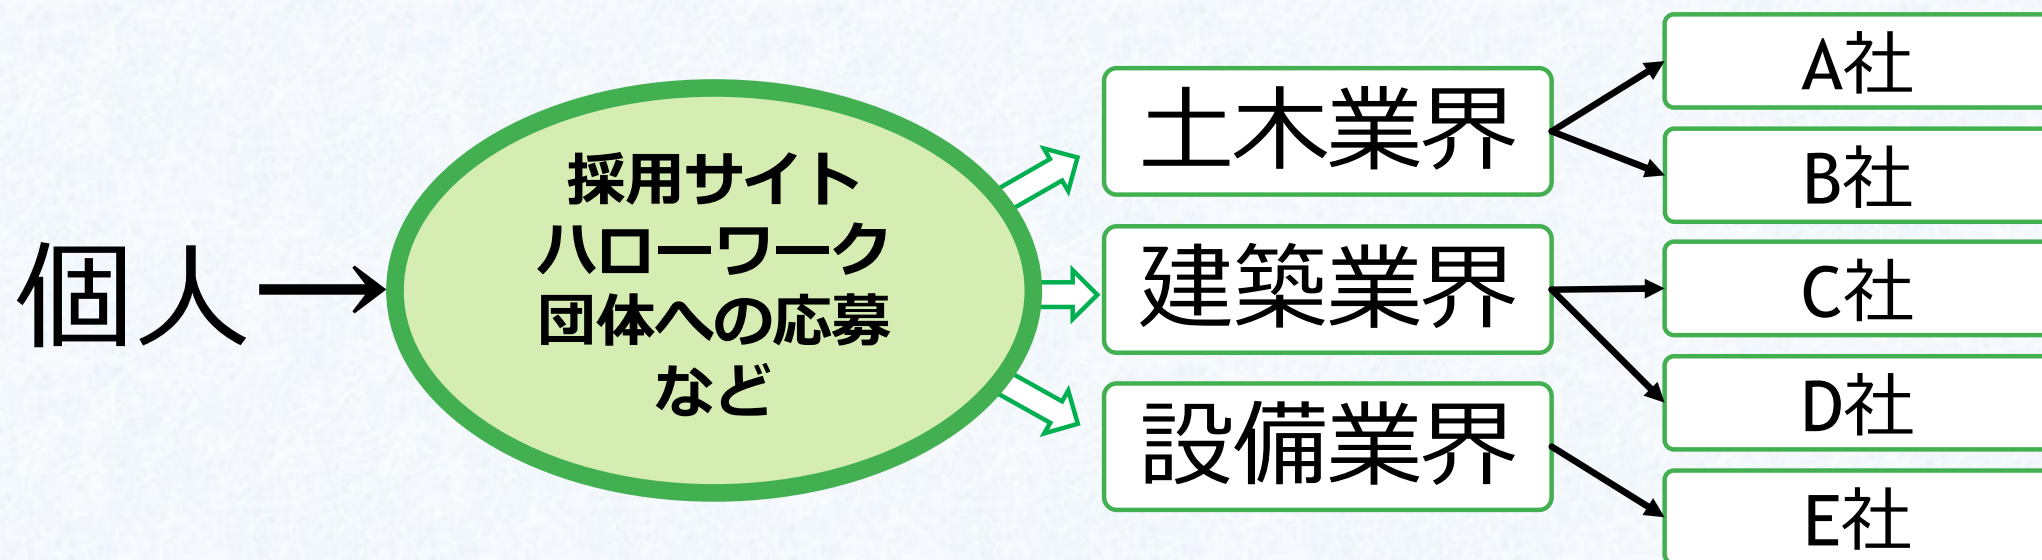 個人
採用サイト
ハローワーク
団体への応募
など
土木業界
建築業界
設備業界
A社
B社
C社
D社
E社